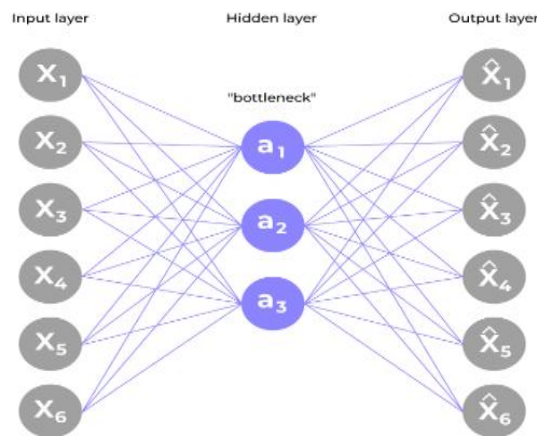 Input layer Hidden layer Output layer
"bottleneck"
x₁ a₁ x̂₁
x₂ a₂ x̂₂
x₃ a₃ x̂₃
x₄ x̂₄
x₅ x̂₅
x₆ x̂₆